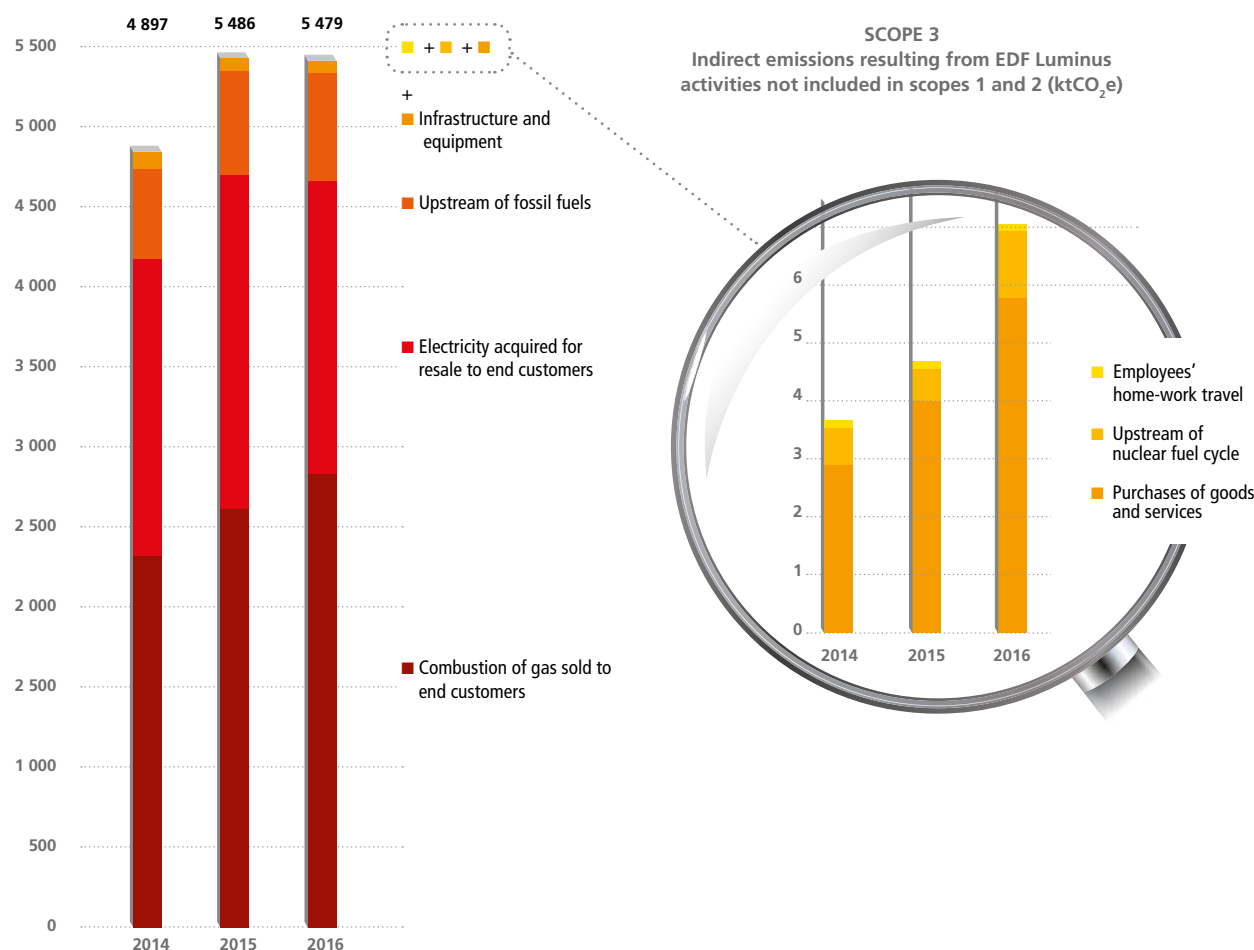 4 897
5 486
5 479
5 500
5 000
4 500
4 000
3 500
3 000
2 500
2 000
2 500
1 000
500
0
2014
2015
2016
+ +
+
Infrastructure and
equipment
Upstream of fossil fuels
Electricity acquired for
resale to end customers
Combustion of gas sold to
end customers
SCOPE 3
Indirect emissions resulting from EDF Luminus
activities not included in scopes 1 and 2 (ktCO₂e)
6
5
4
3
2
1
0
2014
2015
2016
Employees'
home-work travel
Upstream of
nuclear fuel cycle
Purchases of goods
and services